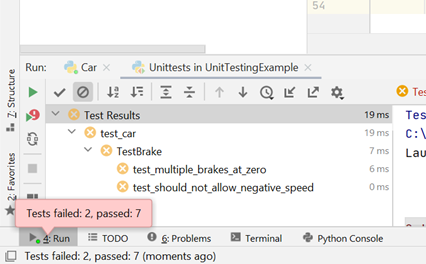 54
Run:
Car
Unittests in UnitTestingExample
Test Results
19 ms
Tes
test_car
19 ms
C:\
TestBrake
7 ms
Lau
test_multiple_brakes_at_zero
6 ms
test_should_not_allow_negative_speed
0 ms
7: Structure
2: Favorites
Tests failed: 2, passed: 7
4: Run
TODO
6: Problems
Terminal
Python Console
Tests failed: 2, passed: 7 (moments ago)